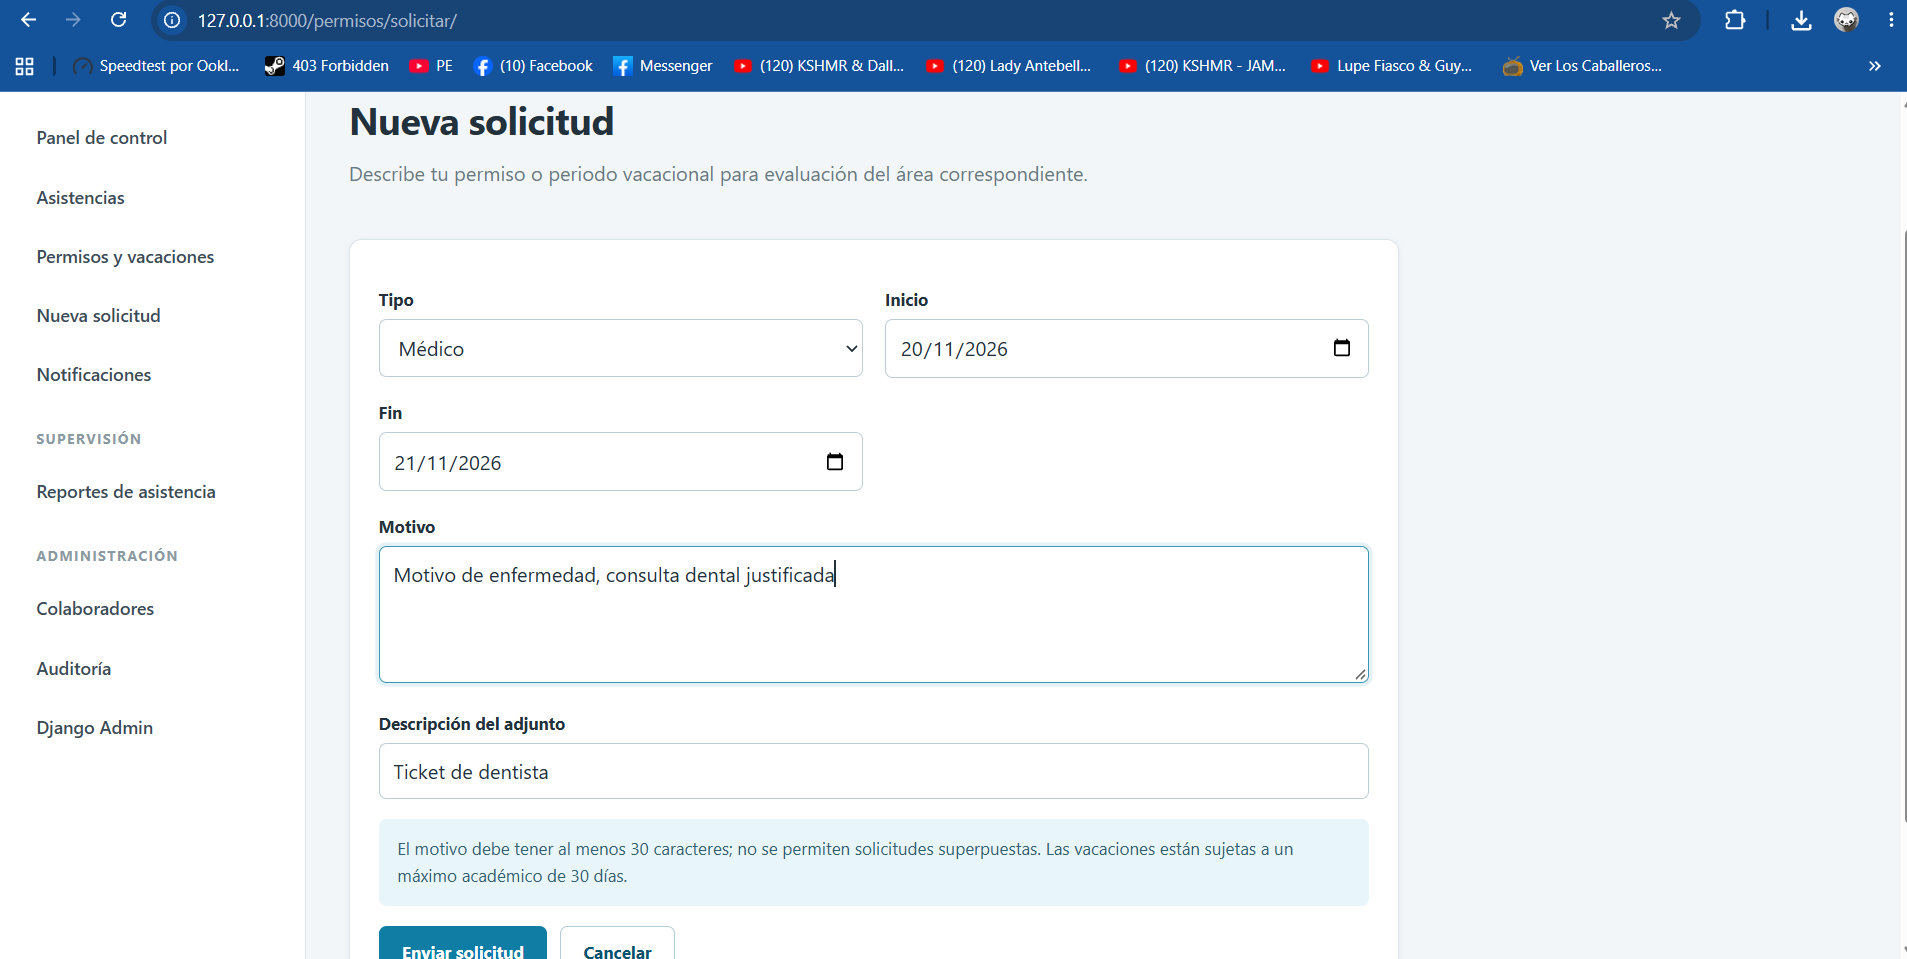 127.0.0.1:8000/permisos/solicitar/
Speedtest por Ookl... 403 Forbidden PE (10) Facebook Messenger (120) KSHMR & Dall... (120) Lady Antebell... (120) KSHMR - JAM... Lupe Fiasco & Guy... Ver Los Caballeros... »
Panel de control
Asistencias
Permisos y vacaciones
Nueva solicitud
Notificaciones
SUPERVISIÓN
Reportes de asistencia
ADMINISTRACIÓN
Colaboradores
Auditoría
Django Admin
Nueva solicitud
Describe tu permiso o periodo vacacional para evaluación del área correspondiente.
Tipo
Médico
Inicio
20/11/2026
Fin
21/11/2026
Motivo
Motivo de enfermedad, consulta dental justificada
Descripción del adjunto
Ticket de dentista
El motivo debe tener al menos 30 caracteres; no se permiten solicitudes superpuestas. Las vacaciones están sujetas a un
máximo académico de 30 días.
Enviar solicitud
Cancelar